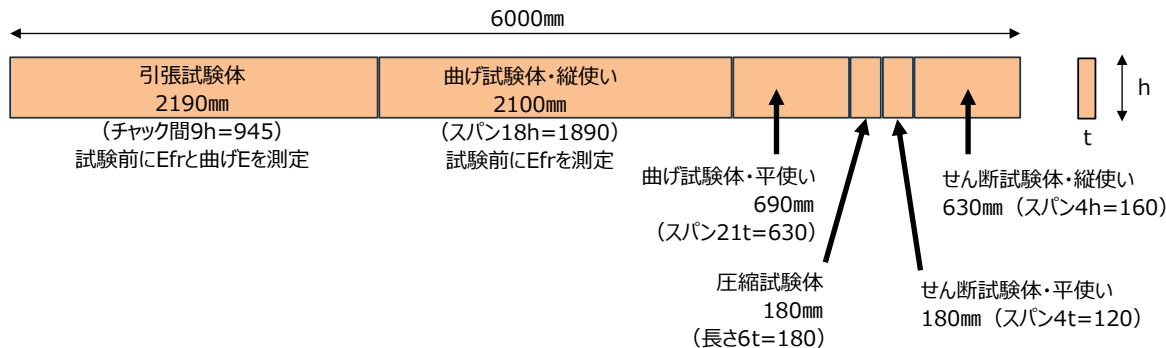 6000㎜
引張試験体
2190㎜
（チャック間9h=945）
試験前にEfrと曲げEを測定
曲げ試験体・縦使い
2100㎜
（スパン18h=1890）
試験前にEfrを測定
h
t
曲げ試験体・平使い
690㎜
（スパン21t=630）
せん断試験体・縦使い
630㎜（スパン4h=160）
圧縮試験体
180㎜
（長さ6t=180）
せん断試験体・平使い
180㎜（スパン4t=120）